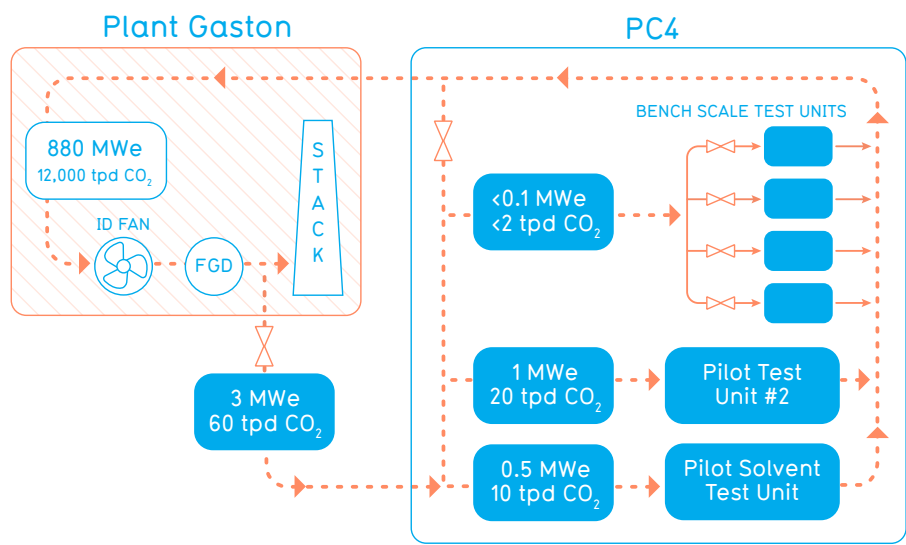 Plant Gaston
PC4
880 MWe
12,000 tpd CO₂
ID FAN
FGD
STACK
3 MWe
60 tpd CO₂
BENCH SCALE TEST UNITS
<0.1 MWe
<2 tpd CO₂
1 MWe
20 tpd CO₂
Pilot Test
Unit #2
0.5 MWe
10 tpd CO₂
Pilot Solvent
Test Unit